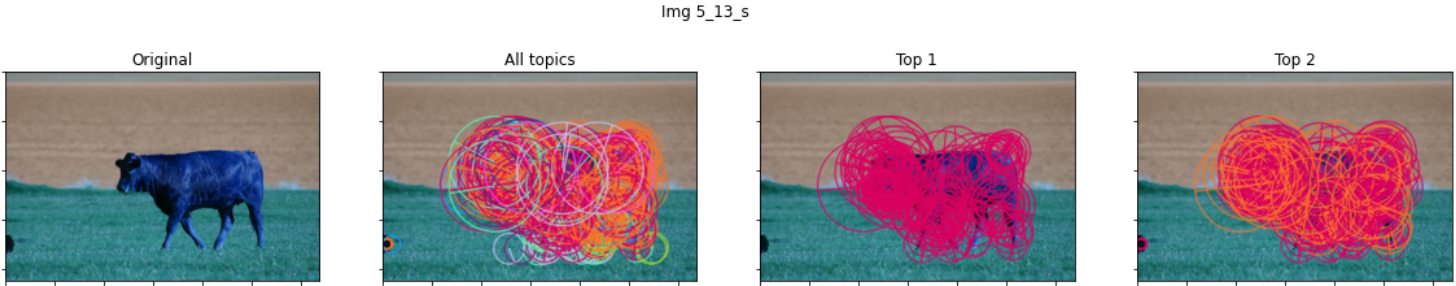 Img 5_13_s
Original
All topics
Top 1
Top 2